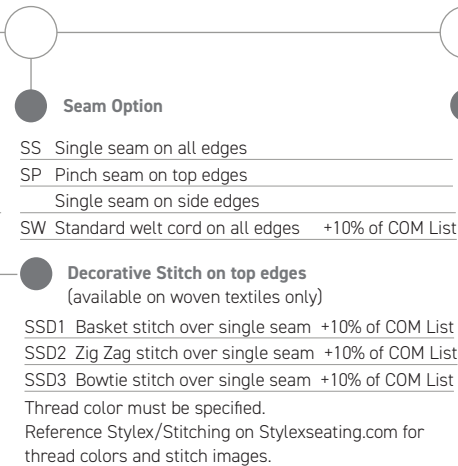 Seam Option
SS Single seam on all edges
SP Pinch seam on top edges
Single seam on side edges
SW Standard welt cord on all edges +10% of COM List
Decorative Stitch on top edges
(available on woven textiles only)
SSD1 Basket stitch over single seam +10% of COM List
SSD2 Zig Zag stitch over single seam +10% of COM List
SSD3 Bowtie stitch over single seam +10% of COM List
Thread color must be specified.
Reference Stylex/Stitching on Stylexseating.com for
thread colors and stitch images.